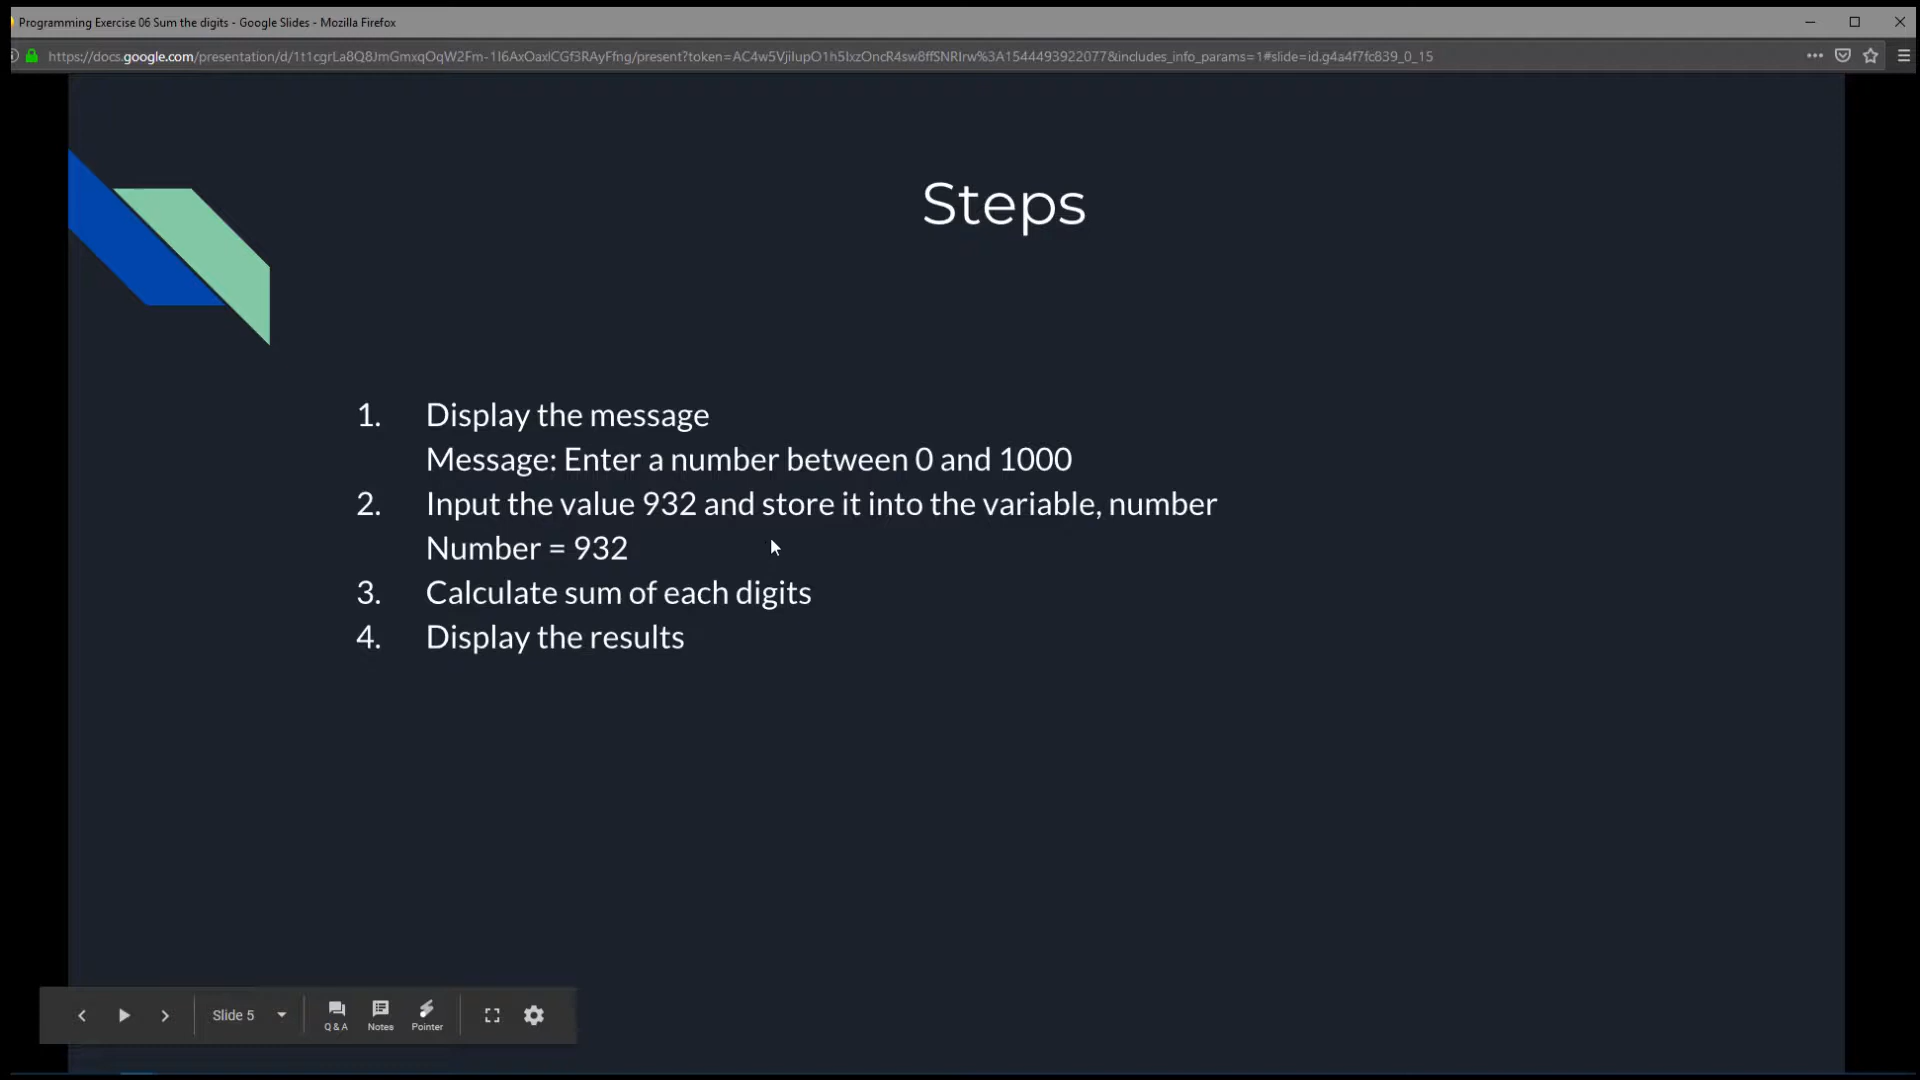 Programming Exercise 06 Sum the digits - Google Slides - Mozilla Firefox
https://docs.google.com/presentation/d/1t1cgrLa8Q8JmGmxqOqW2Fm-1I6AxOaxlCGf3RAyFfng/present?token=AC4w5VjiIupO1h5IxzOncR4sw8ffSNRIrw%3A1544493922077&includes_info_params=1#slide=id.g4a4f7fc839_0_15
Steps
1. Display the message
Message: Enter a number between 0 and 1000
2. Input the value 932 and store it into the variable, number
Number = 932
3. Calculate sum of each digits
4. Display the results
Slide 5
Q & A
Notes
Pointer